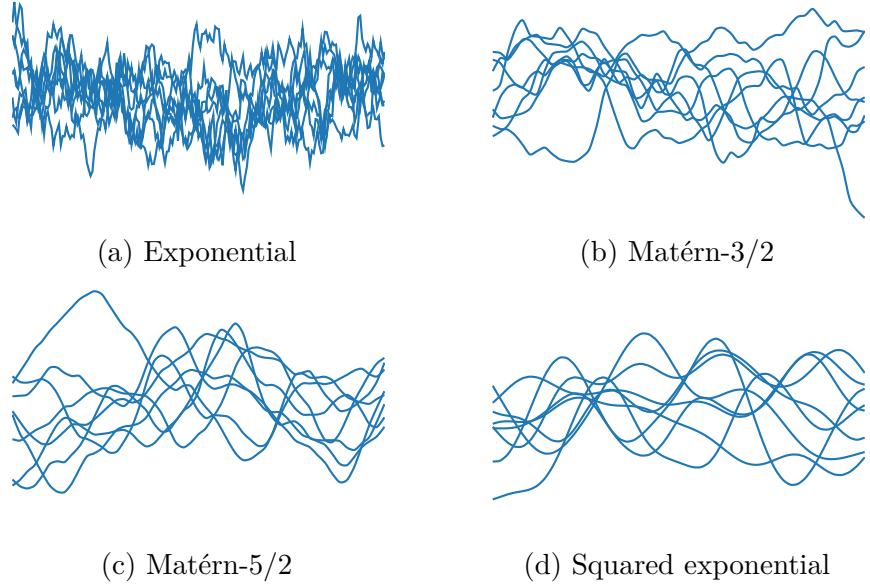 (a) Exponential
(b) Matérn-3/2
(c) Matérn-5/2
(d) Squared exponential